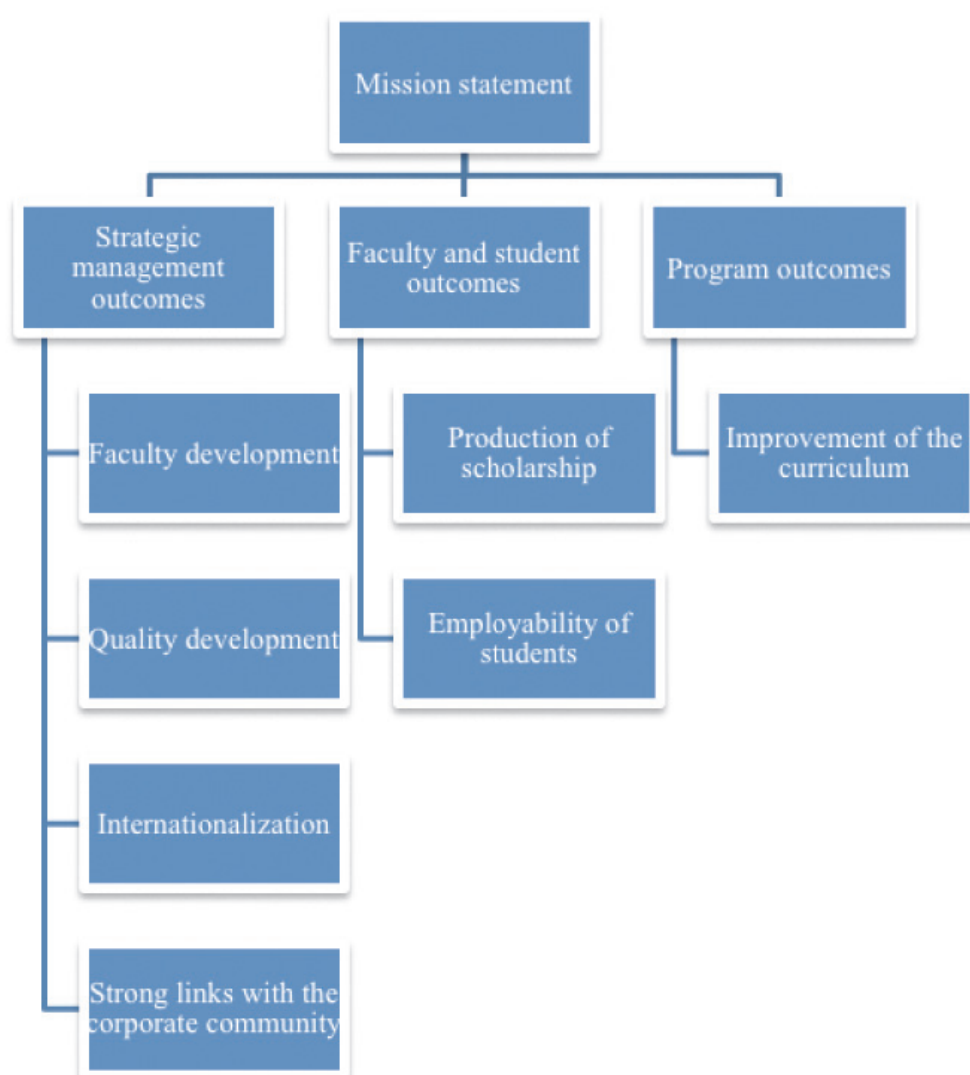 Mission statement
Strategic
management
outcomes
Faculty and student
outcomes
Program outcomes
Faculty development
Production of
scholarship
Improvement of the
curriculum
Quality development
Employability of
students
Internationalization
Strong links with the
corporate community